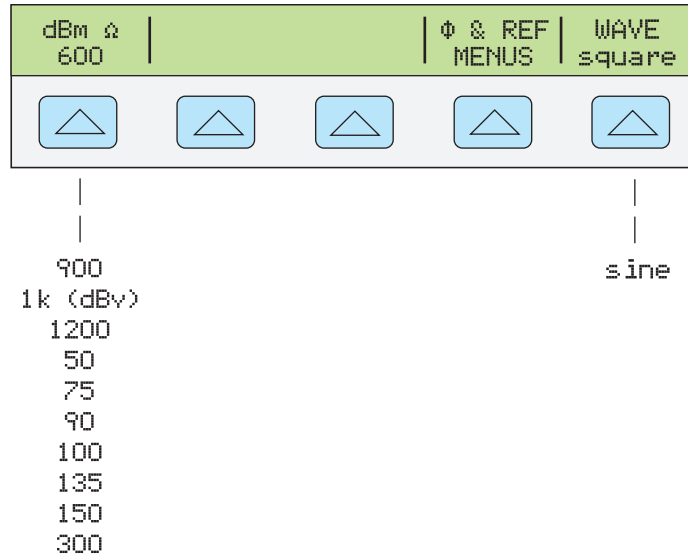 dBm Ω
600
Φ & REF
MENUS
WAVE
square
900
1k (dBv)
1200
50
75
90
100
135
150
300
sine